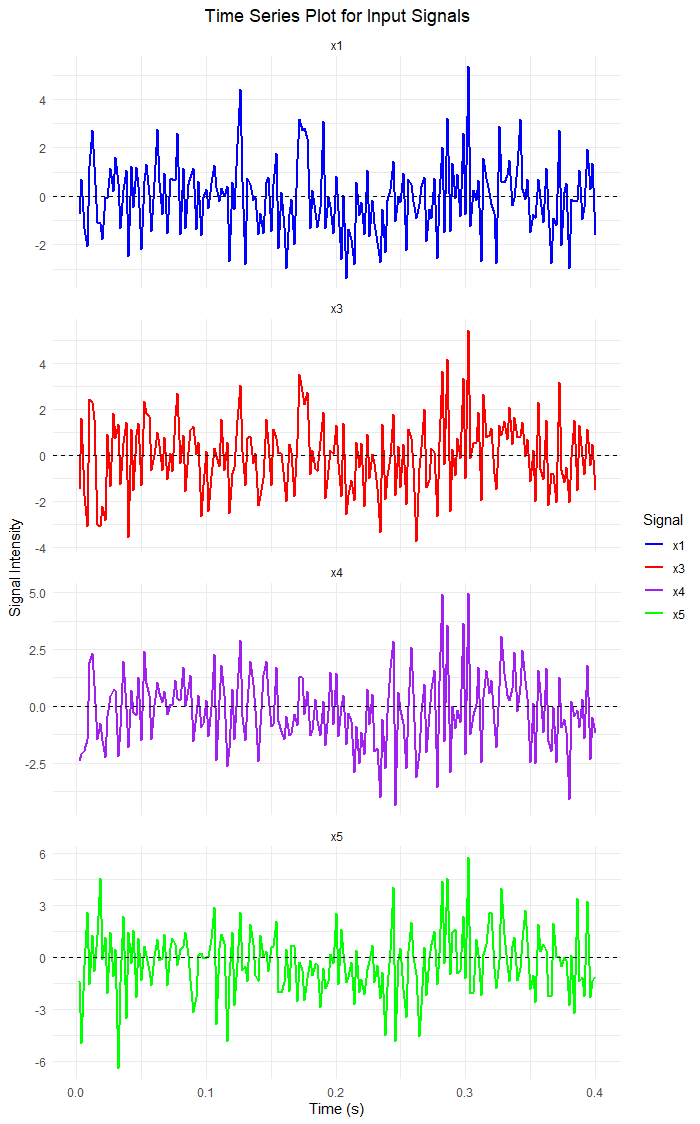 Time Series Plot for Input Signals
x1
4
2
0
-2
x3
4
2
0
-2
-4
x4
5.0
2.5
0.0
-2.5
x5
6
3
0
-3
-6
0.0 0.1 0.2 0.3 0.4
Time (s)
Signal Intensity
Signal
x1
x3
x4
x5